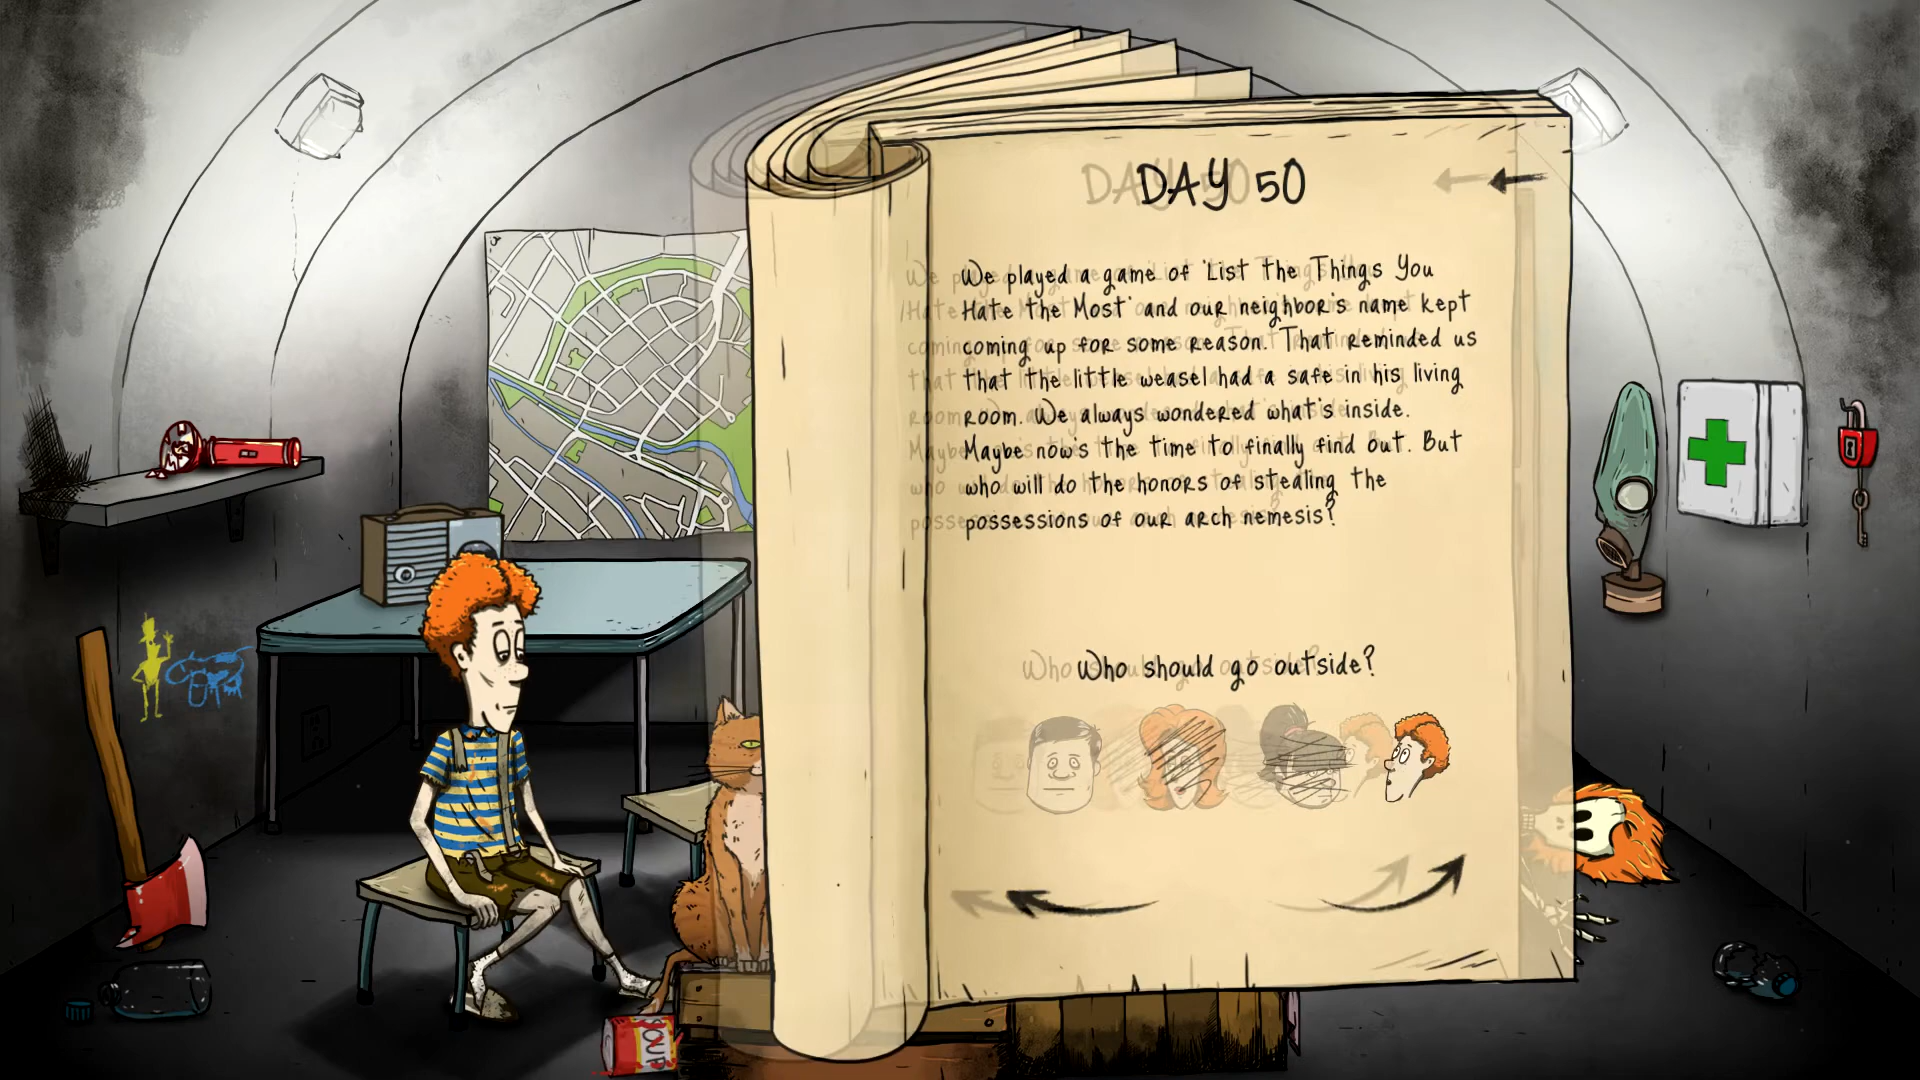 DAY 50
We played a game of 'List the Things You
Hate the Most' and our neighbor's name kept
coming up for some reason. That reminded us
that the little weasel had a safe in his living
room. We always wondered what's inside.
Maybe now's the time to finally find out. But
who will do the honors of stealing the
possessions of our arch nemesis?
Who should go outside?
SOUP